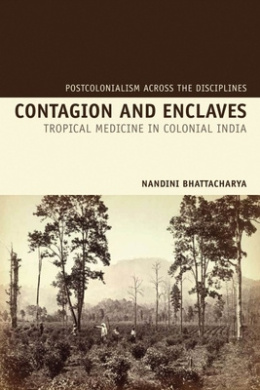 POSTCOLONIALISM ACROSS THE DISCIPLINES
CONTAGION AND ENCLAVES
TROPICAL MEDICINE IN COLONIAL INDIA
NANDINI BHATTACHARYA